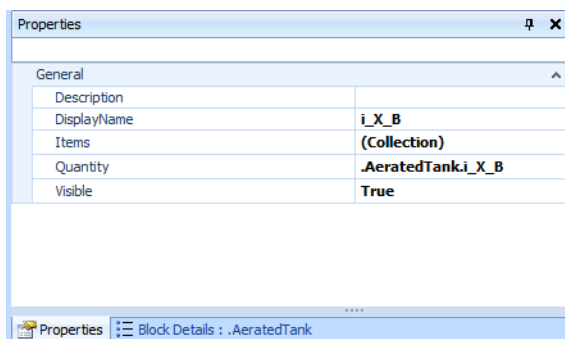 Properties
General
Description
DisplayName i_X_B
Items (Collection)
Quantity .AeratedTank.i_X_B
Visible True
Properties Block Details : .AeratedTank